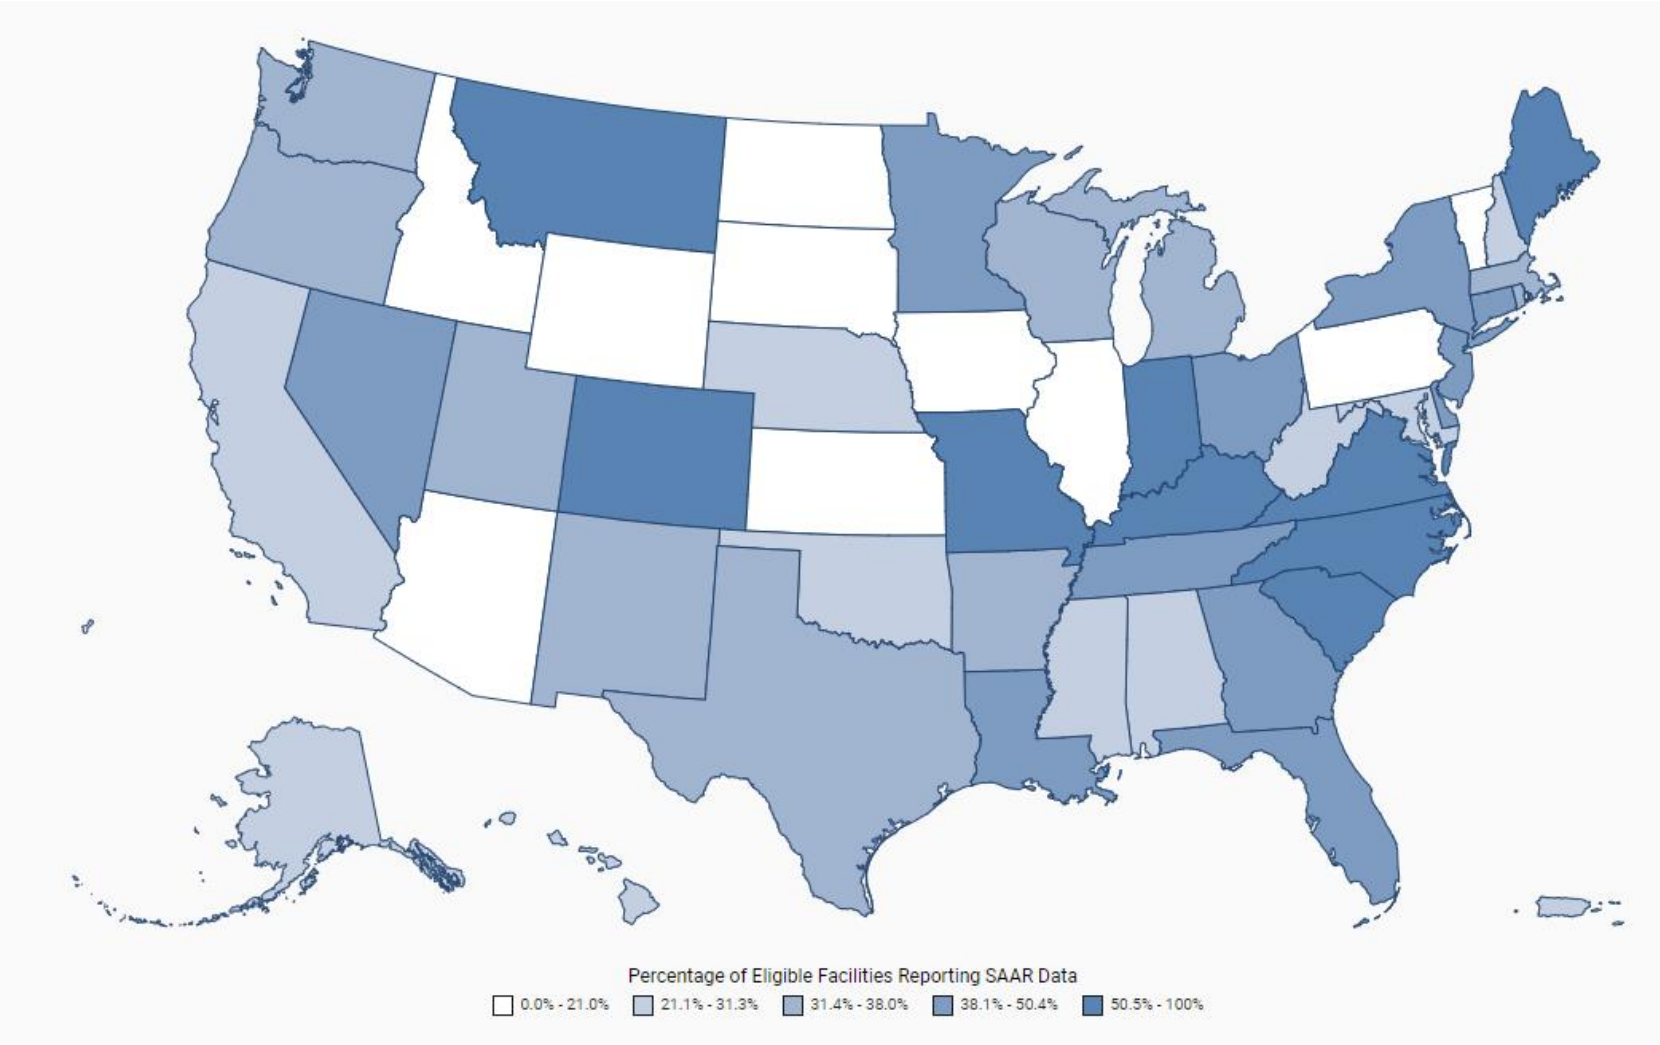 Percentage of Eligible Facilities Reporting SAAR Data
0.0% - 21.0% 21.1% - 31.3% 31.4% - 38.0% 38.1% - 50.4% 50.5% - 100%